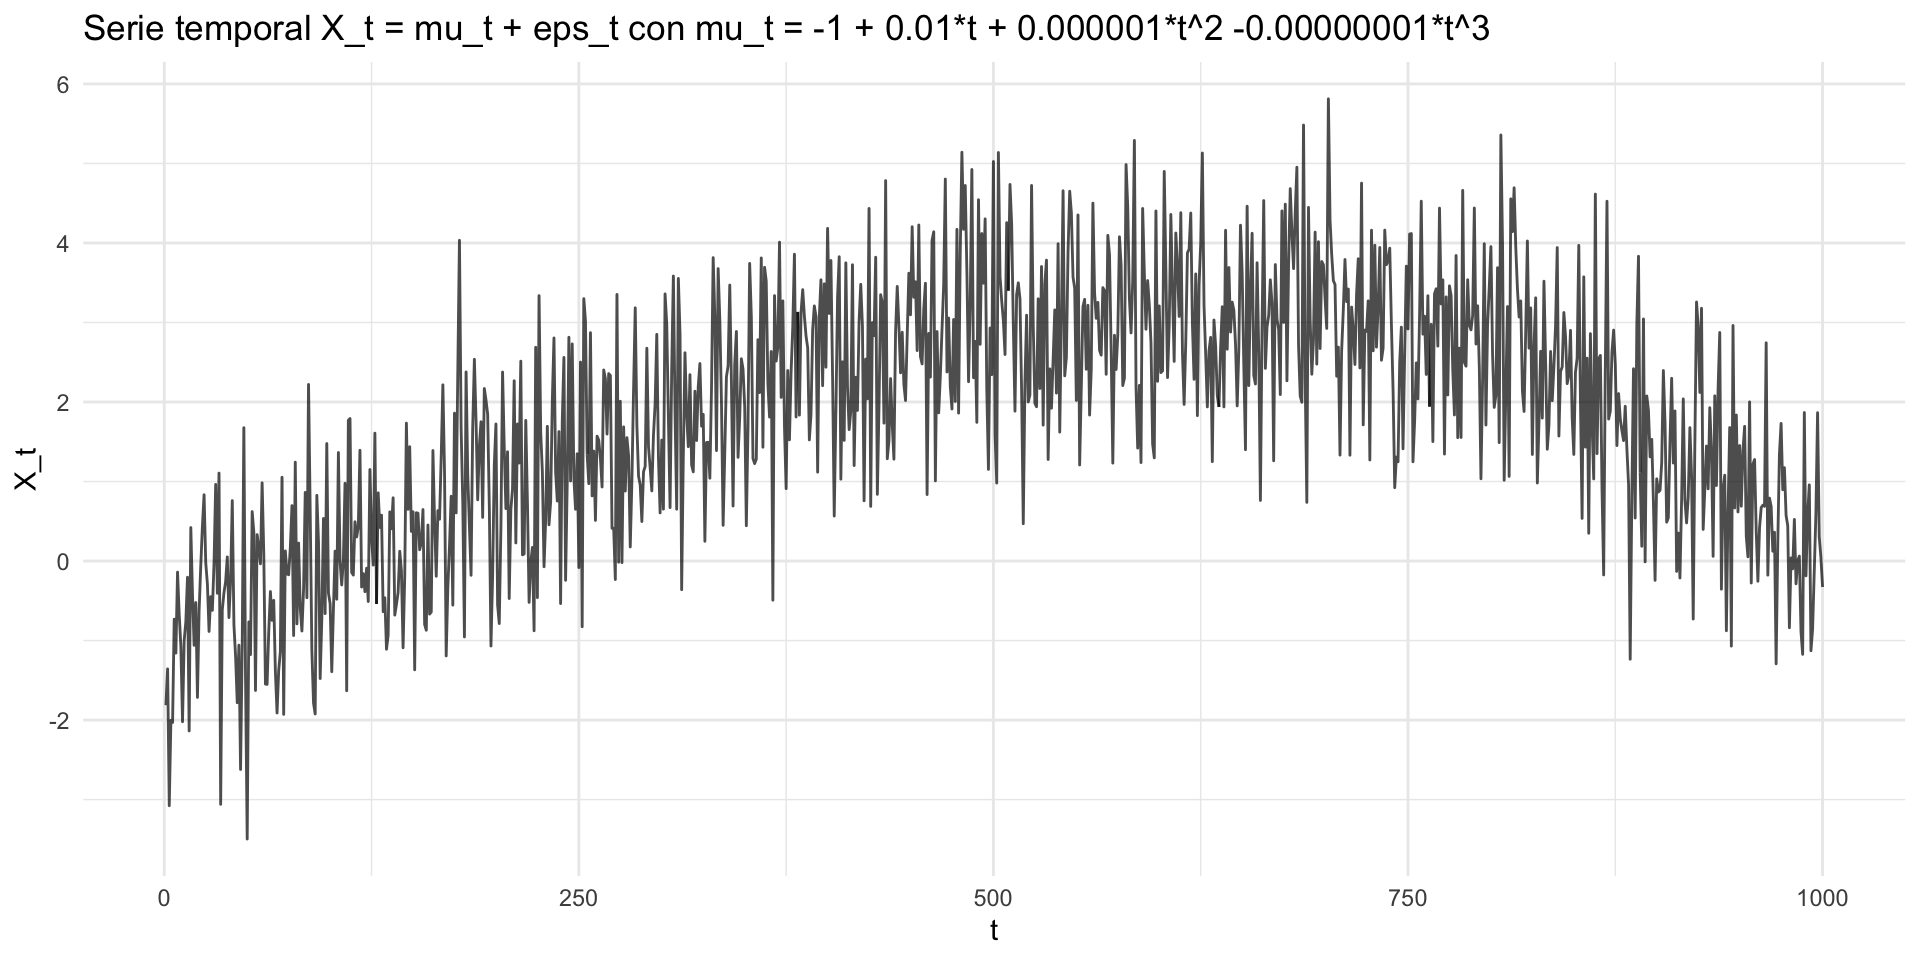 Serie temporal X_t = mu_t + eps_t con mu_t = -1 + 0.01*t + 0.000001*t^2 -0.00000001*t^3
6
4
2
0
-2
X_t
0 250 500 750 1000
t